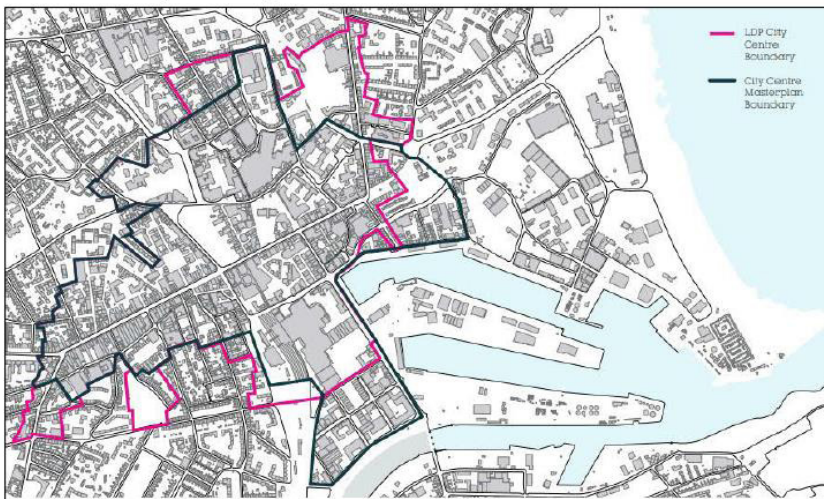 LDP City
Centre
Boundary
City Centre
Masterplan
Boundary